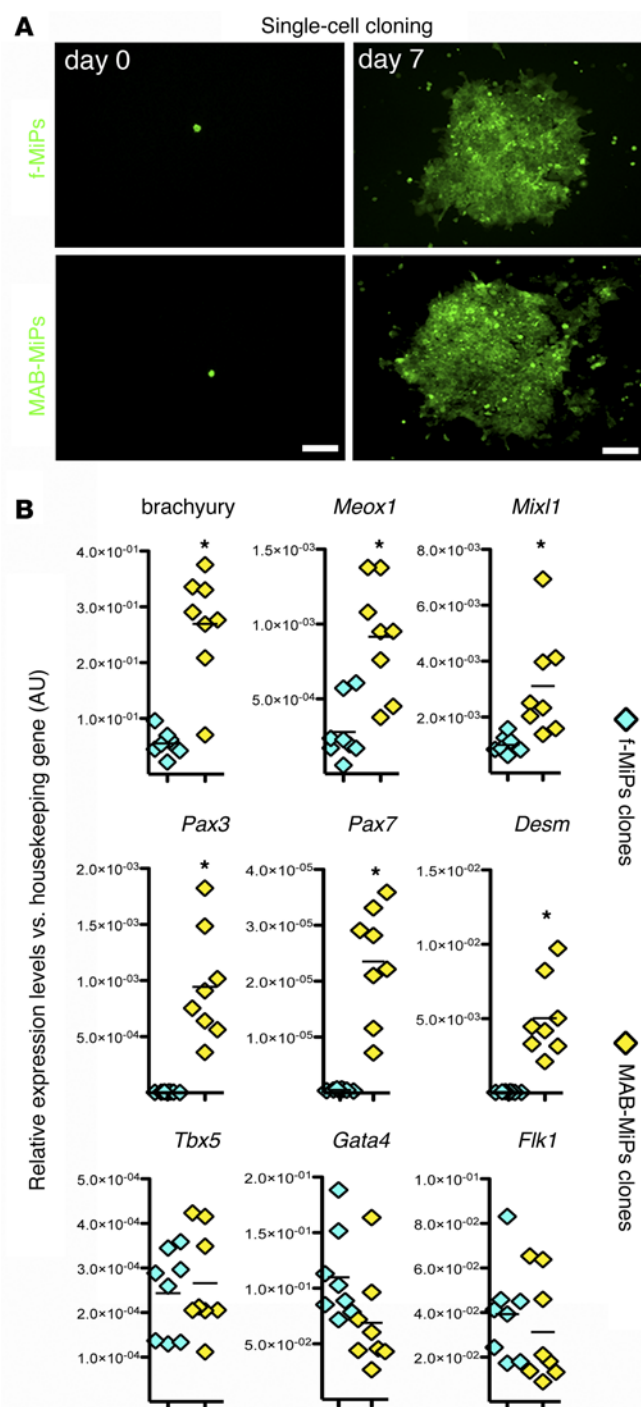 A
Single-cell cloning
day 0
day 7
f-MiPs
MAB-MiPs
B
brachyury
Meox1
Mixl1
*
*
*
4.0×10⁻⁰¹
3.0×10⁻⁰¹
2.0×10⁻⁰¹
1.0×10⁻⁰¹
1.5×10⁻⁰³
1.0×10⁻⁰³
5.0×10⁻⁰⁴
8.0×10⁻⁰³
6.0×10⁻⁰³
4.0×10⁻⁰³
2.0×10⁻⁰³
Pax3
Pax7
Desm
*
*
*
2.0×10⁻⁰³
1.5×10⁻⁰³
1.0×10⁻⁰³
5.0×10⁻⁰⁴
4.0×10⁻⁰⁵
3.0×10⁻⁰⁵
2.0×10⁻⁰⁵
1.0×10⁻⁰⁵
1.5×10⁻⁰²
1.0×10⁻⁰²
5.0×10⁻⁰³
Tbx5
Gata4
Flk1
5.0×10⁻⁰⁴
4.0×10⁻⁰⁴
3.0×10⁻⁰⁴
2.0×10⁻⁰⁴
1.0×10⁻⁰⁴
2.0×10⁻⁰¹
1.5×10⁻⁰¹
1.0×10⁻⁰¹
5.0×10⁻⁰²
1.0×10⁻⁰¹
8.0×10⁻⁰²
6.0×10⁻⁰²
4.0×10⁻⁰²
2.0×10⁻⁰²
Relative expression levels vs. housekeeping gene (AU)
f-MiPs clones
MAB-MiPs clones